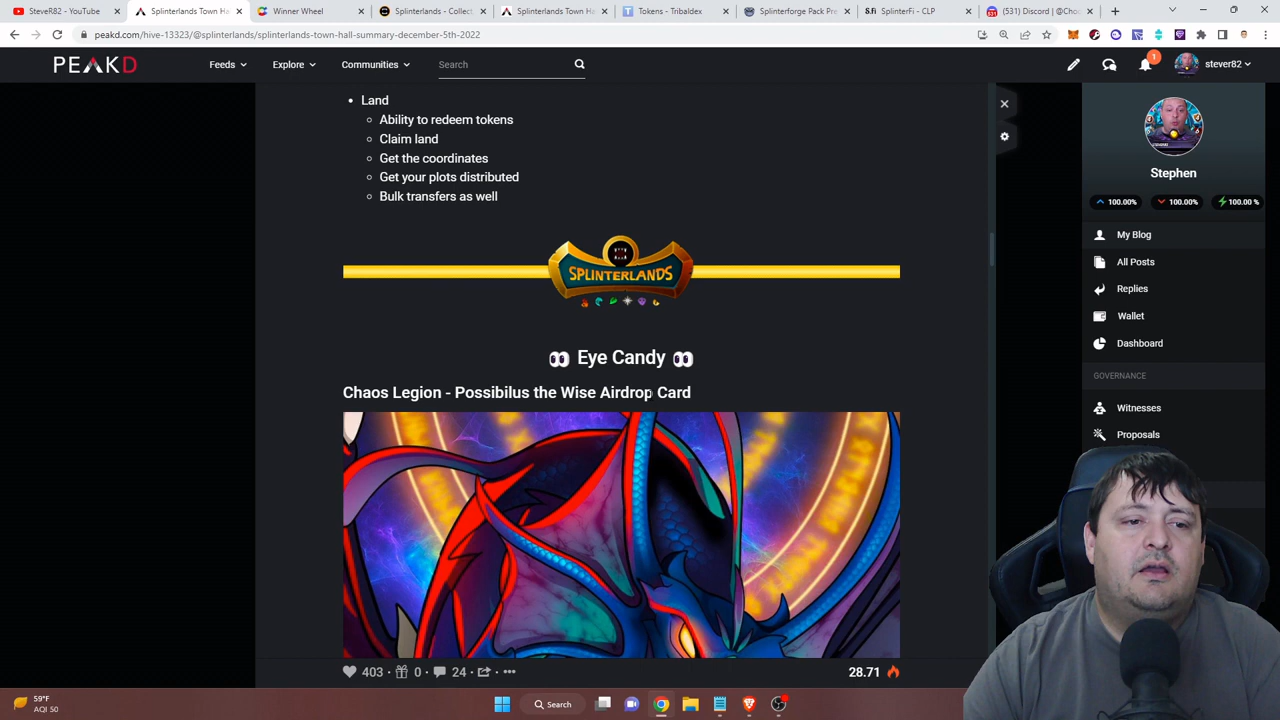 SteveR82 - YouTube
Splinterlands Town Ha
Winner Wheel
Splinterlands - Collect
Splinterlands Town Ha
Tokens - Tribaldex
Splinterforge Pack Pre
SplinterFi - CLP
(531) Discord | @Choo
peakd.com/hive-13323/@splinterlands/splinterlands-town-hall-summary-december-5th-2022
PEAKD
Feeds
Explore
Communities
Search
1
stever82
Land
Ability to redeem tokens
Claim land
Get the coordinates
Get your plots distributed
Bulk transfers as well
SPLINTERLANDS
Eye Candy
Chaos Legion - Possibilus the Wise Airdrop Card
403 · 0 · 24
28.71
Stephen
100.00%
100.00%
100.00 %
My Blog
All Posts
Replies
Wallet
Dashboard
GOVERNANCE
Witnesses
Proposals
59°F
AQI 50
Search